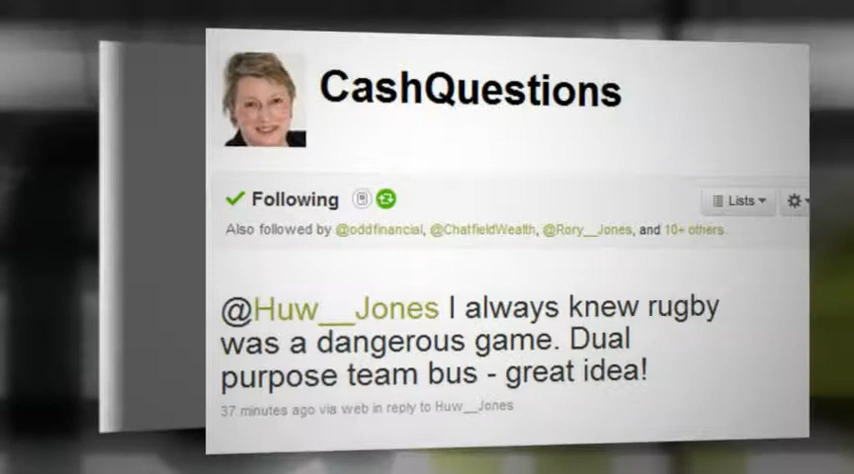 CashQuestions
Following
Lists
Also followed by @oddfinancial, @ChatfieldWealth, @Rory__Jones, and 10+ others.
@Huw__Jones I always knew rugby
was a dangerous game. Dual
purpose team bus - great idea!
37 minutes ago via web in reply to Huw__Jones